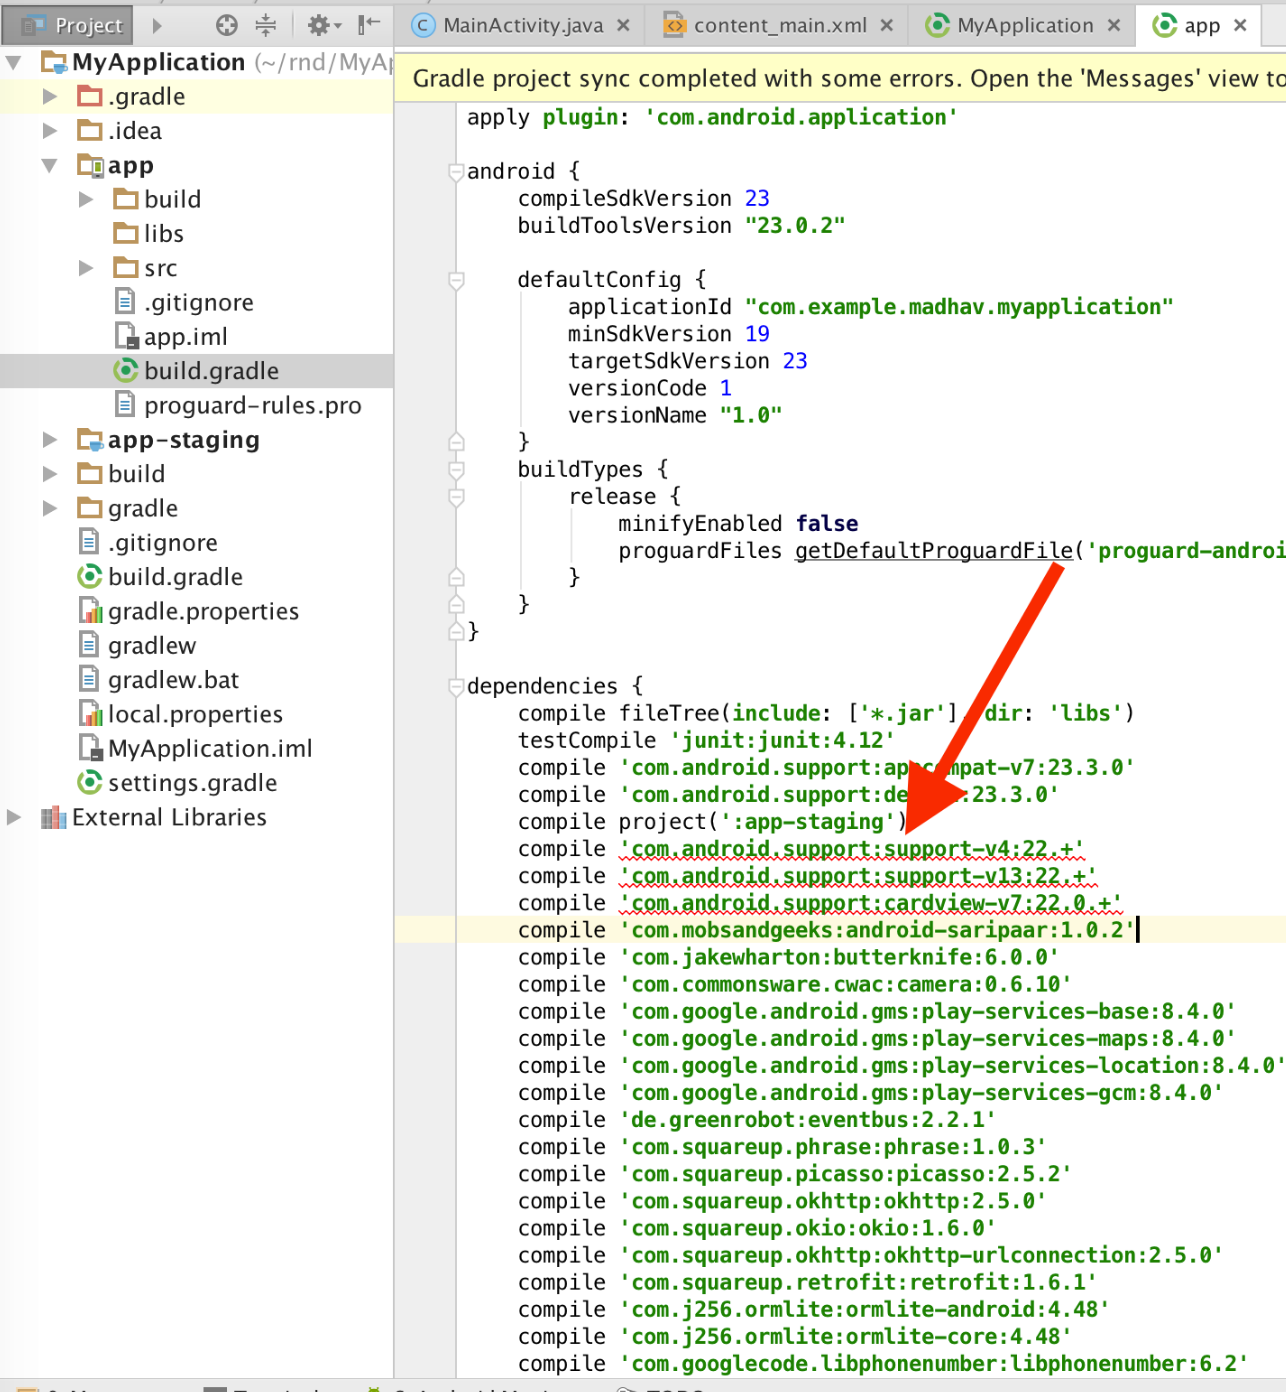 Project
MainActivity.java
content_main.xml
MyApplication
app
MyApplication (~/rnd/MyAp
.gradle
.idea
app
build
libs
src
.gitignore
app.iml
build.gradle
proguard-rules.pro
app-staging
build
gradle
.gitignore
build.gradle
gradle.properties
gradlew
gradlew.bat
local.properties
MyApplication.iml
settings.gradle
External Libraries
Gradle project sync completed with some errors. Open the 'Messages' view to
apply plugin: 'com.android.application'
android {
compileSdkVersion 23
buildToolsVersion "23.0.2"
defaultConfig {
applicationId "com.example.madhav.myapplication"
minSdkVersion 19
targetSdkVersion 23
versionCode 1
versionName "1.0"
}
buildTypes {
release {
minifyEnabled false
proguardFiles getDefaultProguardFile('proguard-androi
}
}
}
dependencies {
compile fileTree(include: ['*.jar'], dir: 'libs')
testCompile 'junit:junit:4.12'
compile 'com.android.support:appcompat-v7:23.3.0'
compile 'com.android.support:de :23.3.0'
compile project(':app-staging')
compile 'com.android.support:support-v4:22.+'
compile 'com.android.support:support-v13:22.+'
compile 'com.android.support:cardview-v7:22.0.+'
compile 'com.mobsandgeeks:android-saripaar:1.0.2'
compile 'com.jakewharton:butterknife:6.0.0'
compile 'com.commonsware.cwac:camera:0.6.10'
compile 'com.google.android.gms:play-services-base:8.4.0'
compile 'com.google.android.gms:play-services-maps:8.4.0'
compile 'com.google.android.gms:play-services-location:8.4.0'
compile 'com.google.android.gms:play-services-gcm:8.4.0'
compile 'de.greenrobot:eventbus:2.2.1'
compile 'com.squareup.phrase:phrase:1.0.3'
compile 'com.squareup.picasso:picasso:2.5.2'
compile 'com.squareup.okhttp:okhttp:2.5.0'
compile 'com.squareup.okio:okio:1.6.0'
compile 'com.squareup.okhttp:okhttp-urlconnection:2.5.0'
compile 'com.squareup.retrofit:retrofit:1.6.1'
compile 'com.j256.ormlite:ormlite-android:4.48'
compile 'com.j256.ormlite:ormlite-core:4.48'
compile 'com.googlecode.libphonenumber:libphonenumber:6.2'